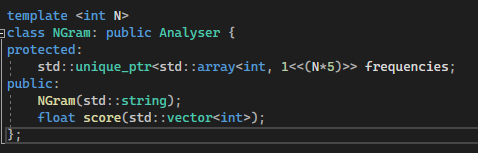 template <int N>
class NGram: public Analyser {
protected:
    std::unique_ptr<std::array<int, 1<<(N*5)>> frequencies;
public:
    NGram(std::string);
    float score(std::vector<int>);
};